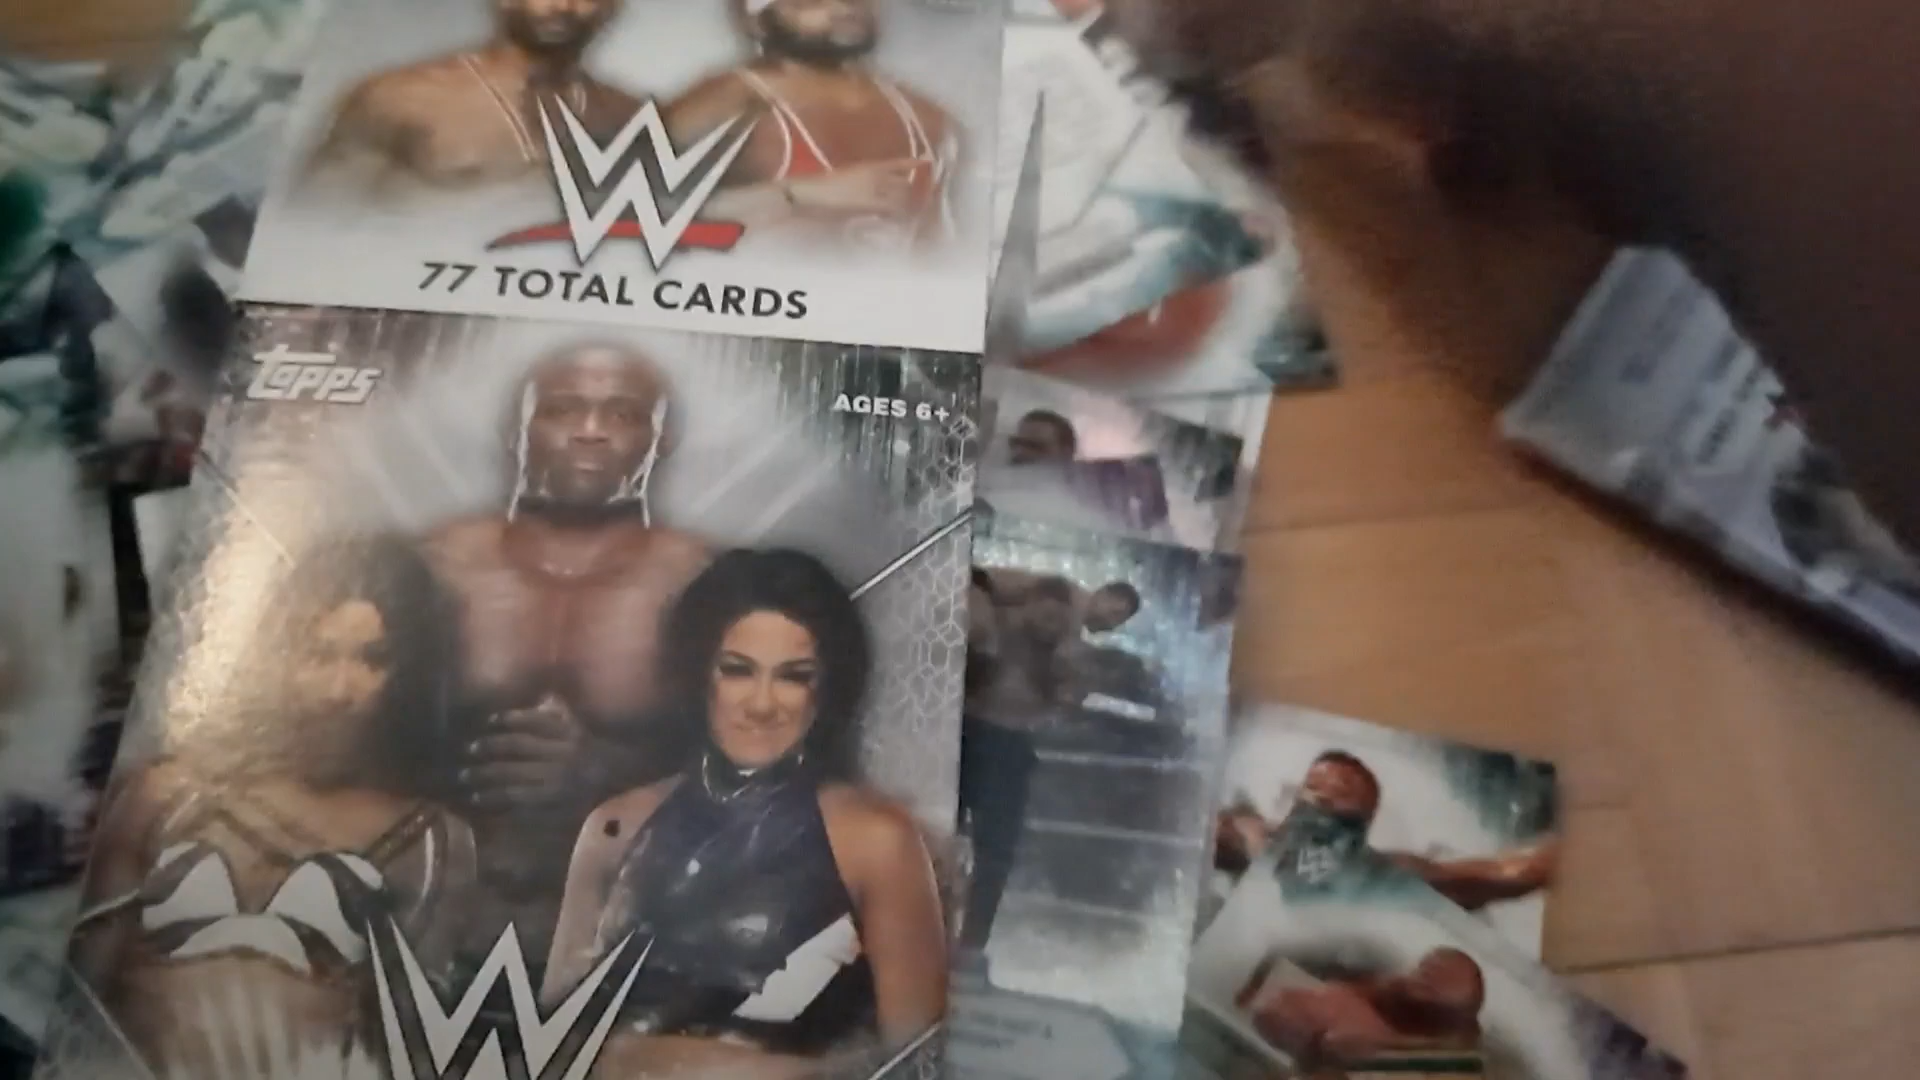 W
77 TOTAL CARDS
Topps
AGES 6+
W